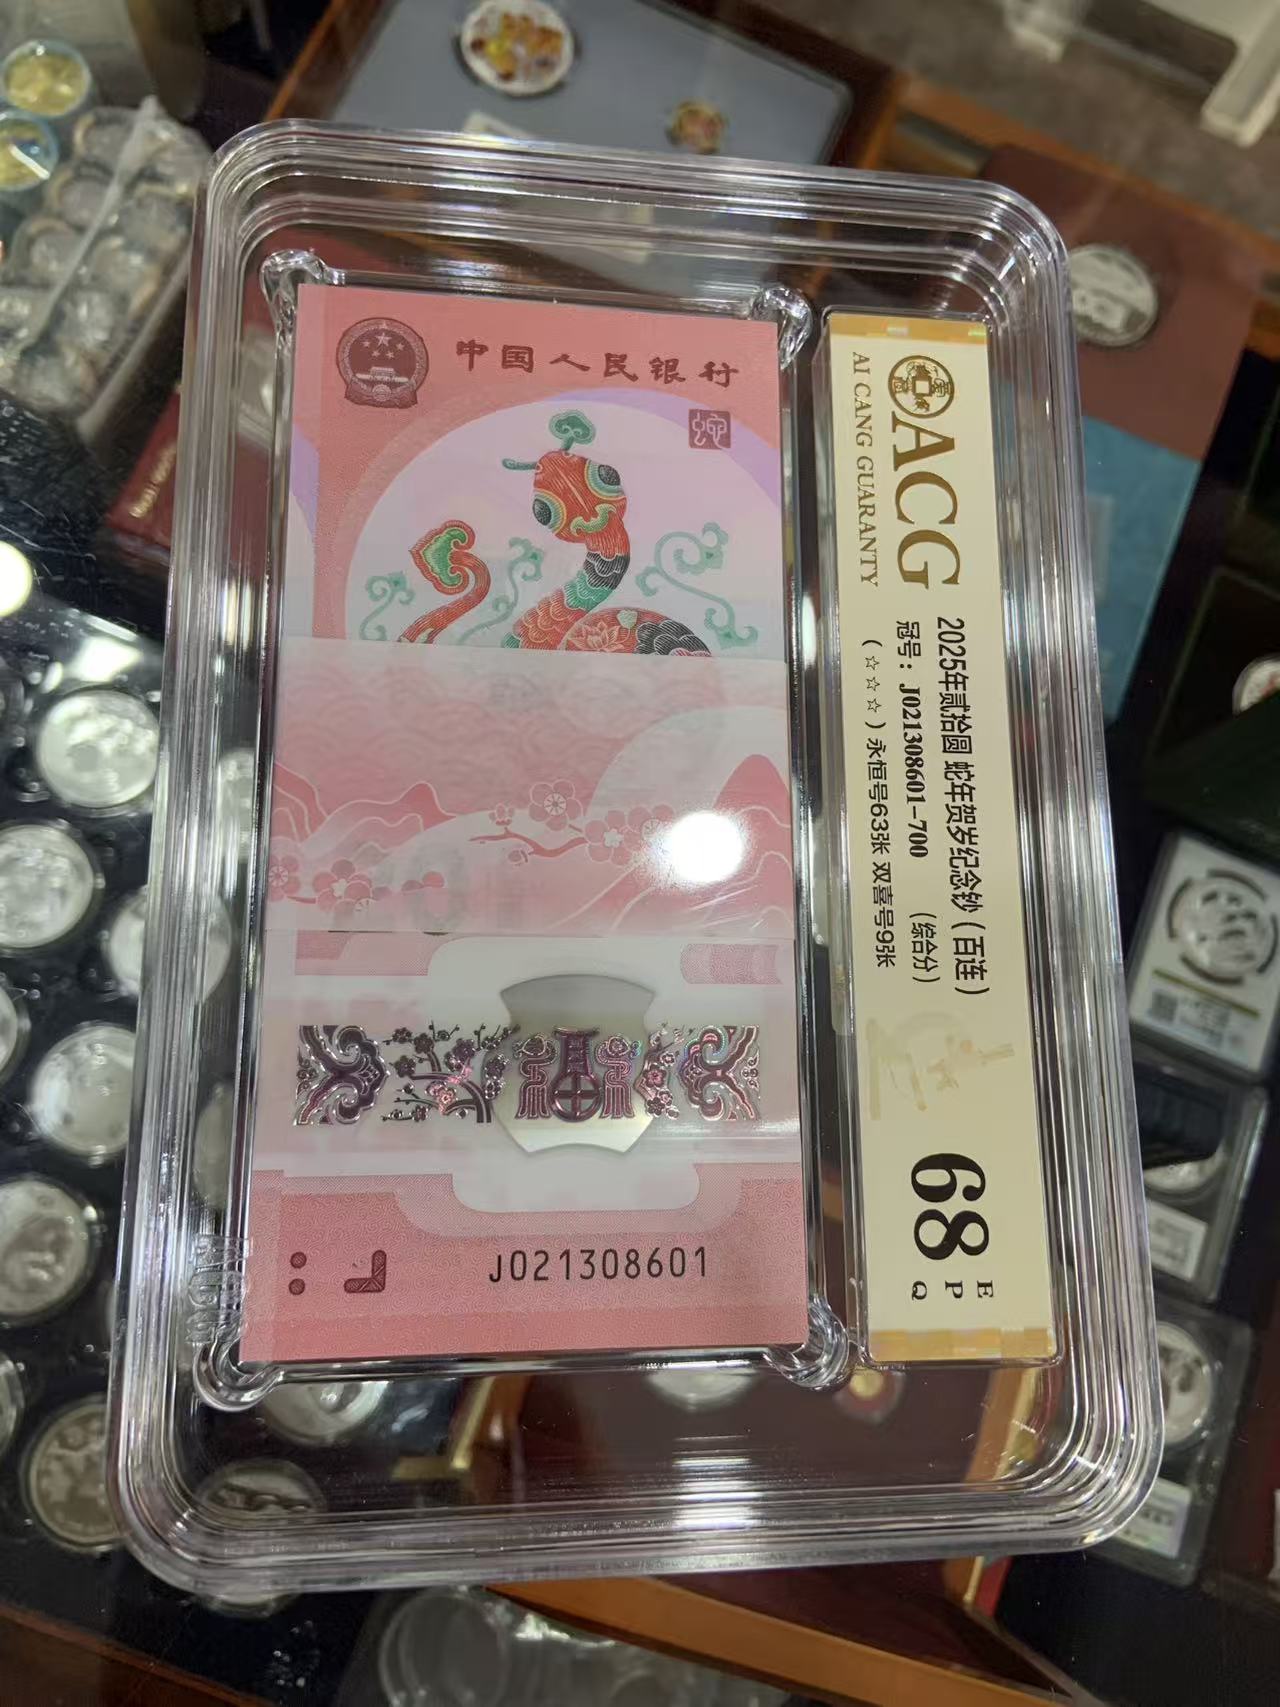 中国人民银行
J021308601
ACG
AI CANG GUARANTY
2025年贰拾圆 蛇年贺岁纪念钞（百连）
冠号：J021308601-700 （综合分）
（☆☆☆）永恒号63张 双喜号9张
68
E
P
Q